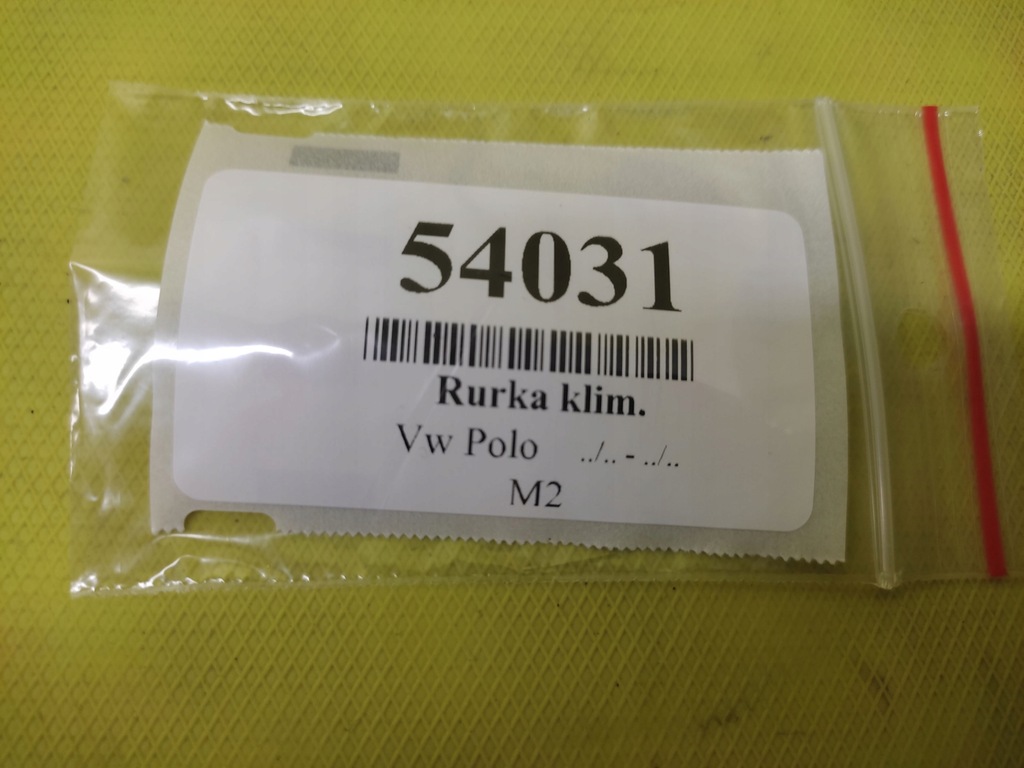 54031
Rurka klim.
Vw Polo ../.. - ../..
M2